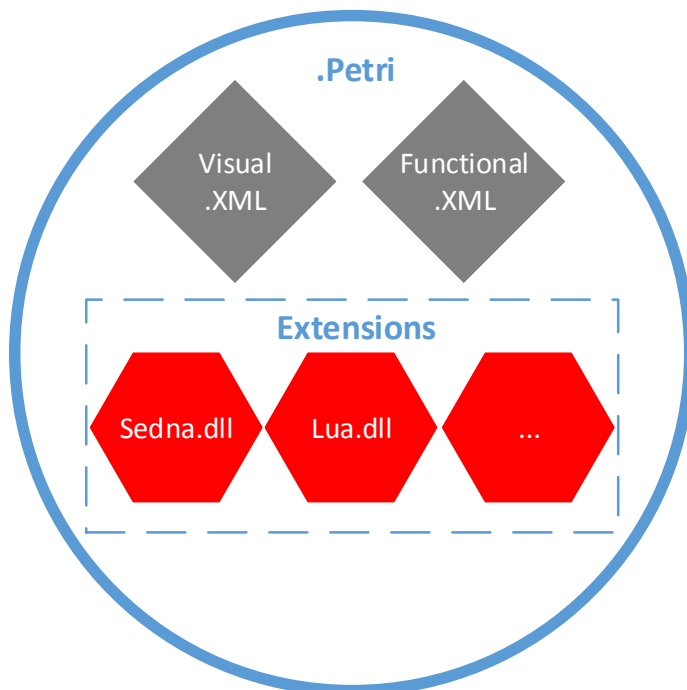 .Petri
Visual
.XML
Functional
.XML
Extensions
Sedna.dll
Lua.dll
...